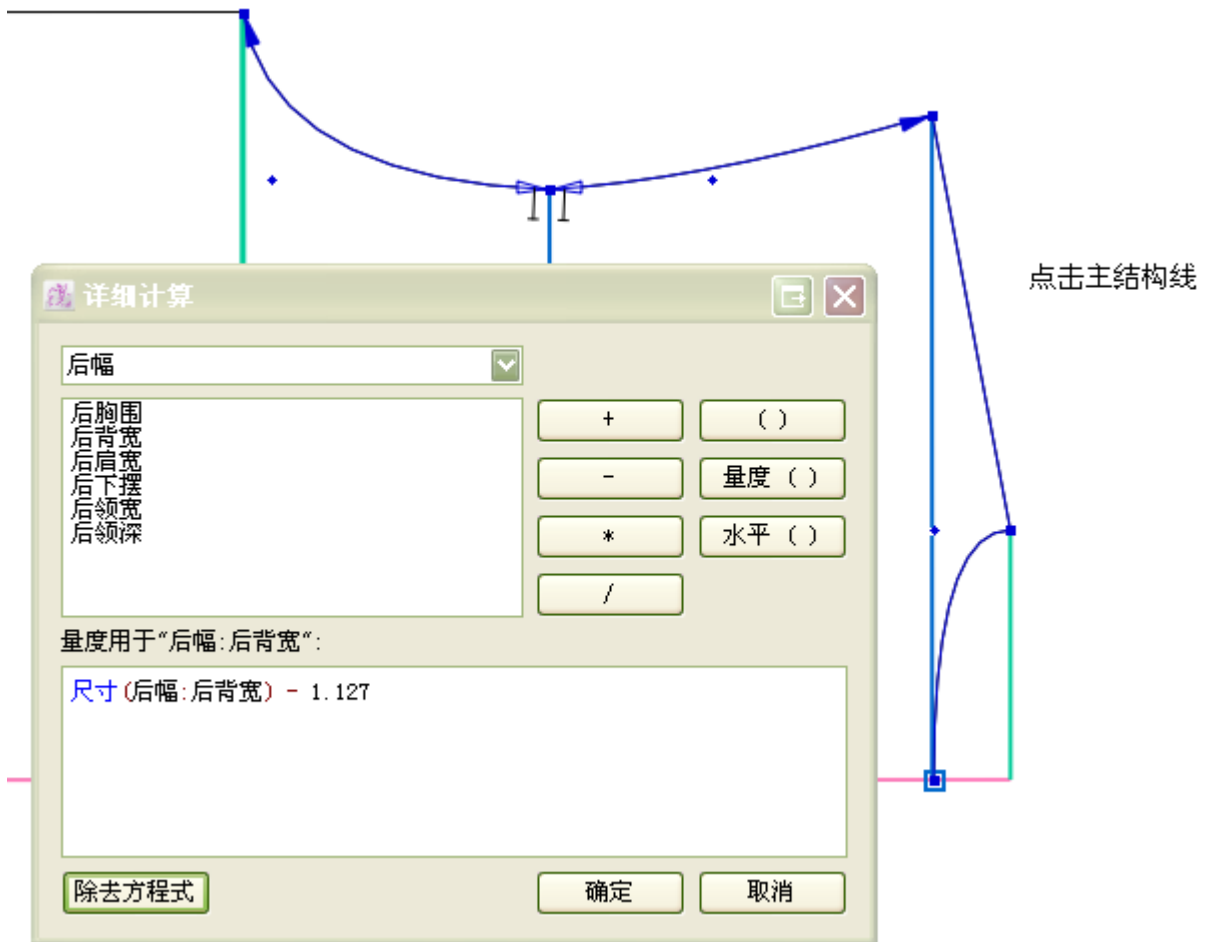 点击主结构线
详细计算
后幅
后胸围
后背宽
后肩宽
后下摆
后领宽
后领深
+ ( )
- 量度 ( )
* 水平 ( )
/
量度用于“后幅:后背宽“:
尺寸(后幅:后背宽) - 1.127
除去方程式 确定 取消